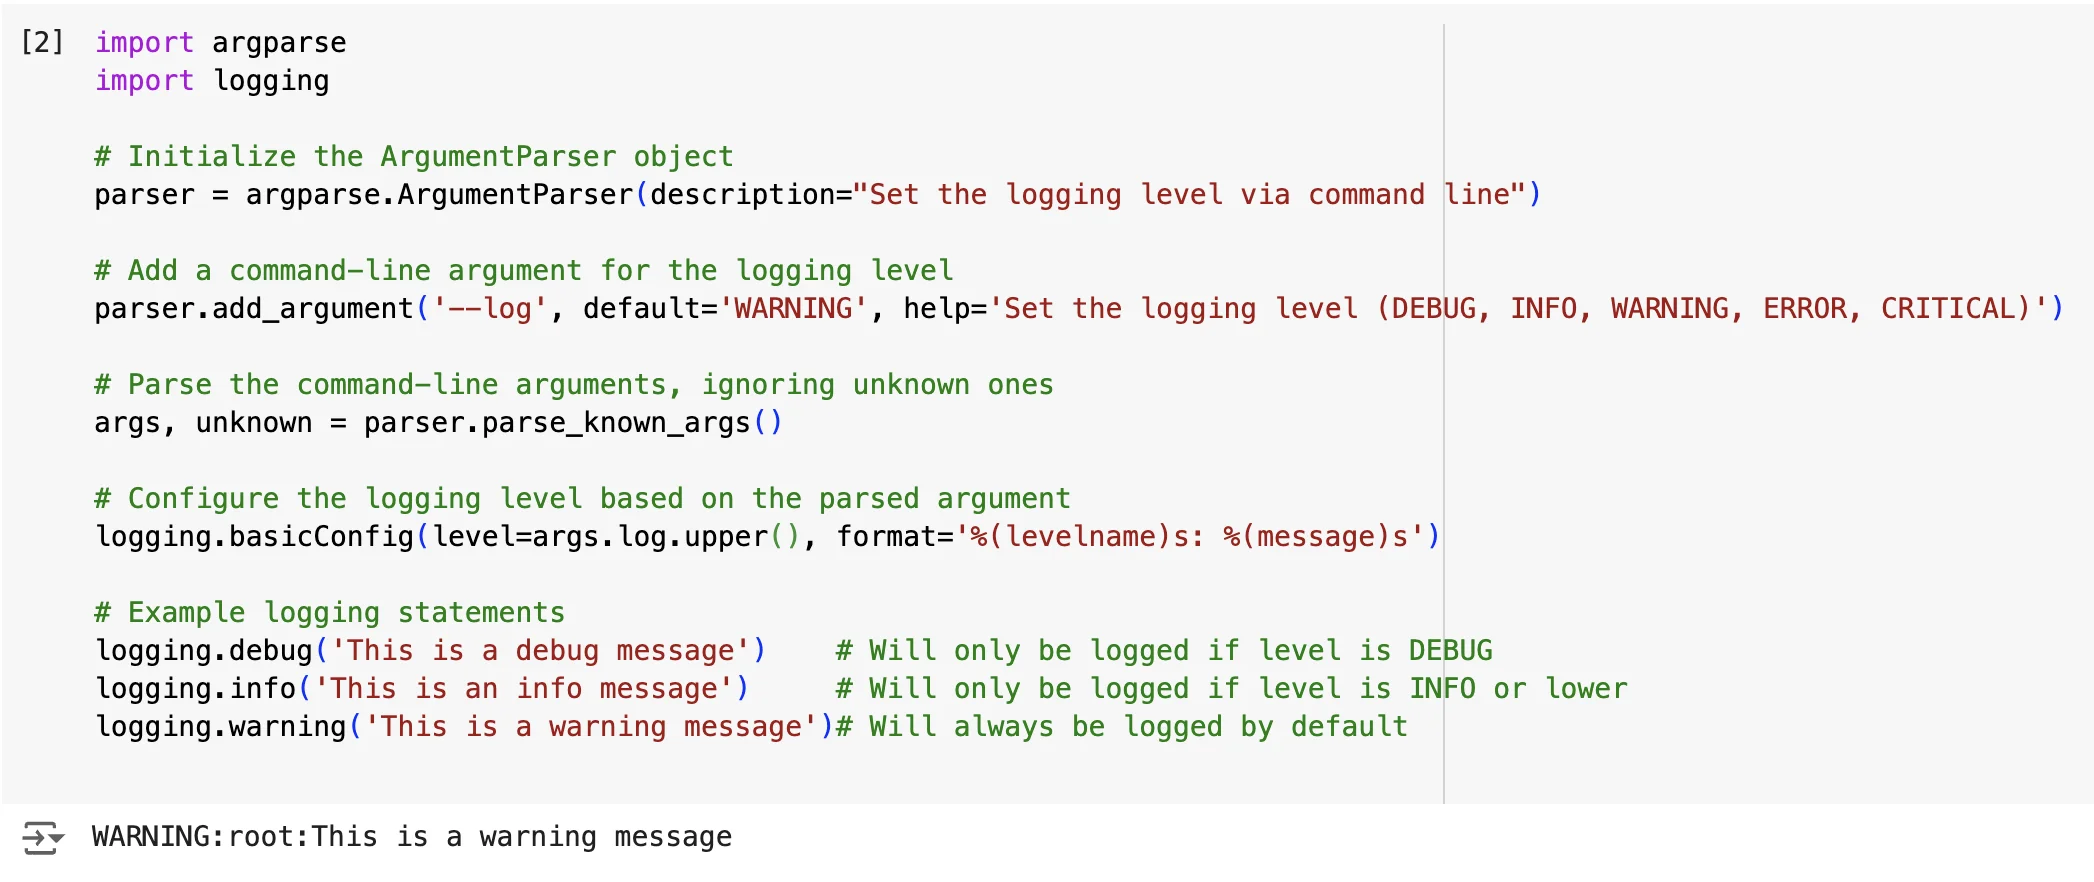 [2] import argparse
import logging
# Initialize the ArgumentParser object
parser = argparse.ArgumentParser(description="Set the logging level via command line")
# Add a command-line argument for the logging level
parser.add_argument('--log', default='WARNING', help='Set the logging level (DEBUG, INFO, WARNING, ERROR, CRITICAL)')
# Parse the command-line arguments, ignoring unknown ones
args, unknown = parser.parse_known_args()
# Configure the logging level based on the parsed argument
logging.basicConfig(level=args.log.upper(), format='%(levelname)s: %(message)s')
# Example logging statements
logging.debug('This is a debug message')    # Will only be logged if level is DEBUG
logging.info('This is an info message')     # Will only be logged if level is INFO or lower
logging.warning('This is a warning message')# Will always be logged by default
WARNING:root:This is a warning message